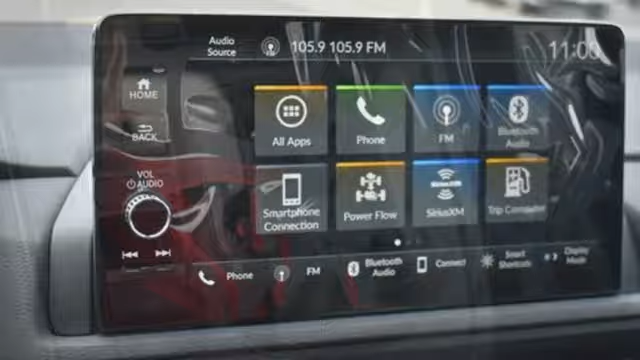 Audio
Source
105.9 105.9 FM
11:00
HOME
BACK
VOL
AUDIO
All Apps
Phone
FM
Bluetooth
Audio
Smartphone
Connection
Power Flow
SiriusXM
SiriusXM
Trip Computer
Phone
FM
Bluetooth
Audio
Connect
Smart
Shortcuts
Display
Mode